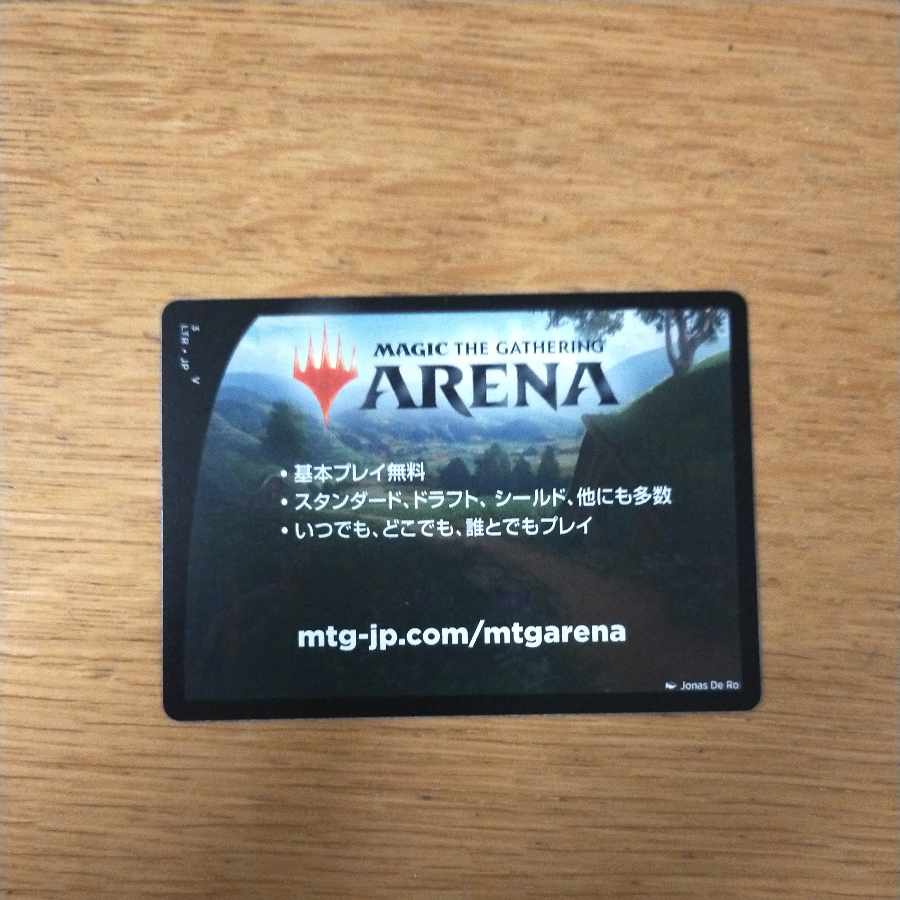 MAGIC THE GATHERING
ARENA
• 基本プレイ無料
• スタンダード、ドラフト、シールド、他にも多数
• いつでも、どこでも、誰とでもプレイ
mtg-jp.com/mtgarena
Jonas De Ro
LTR • JP
V